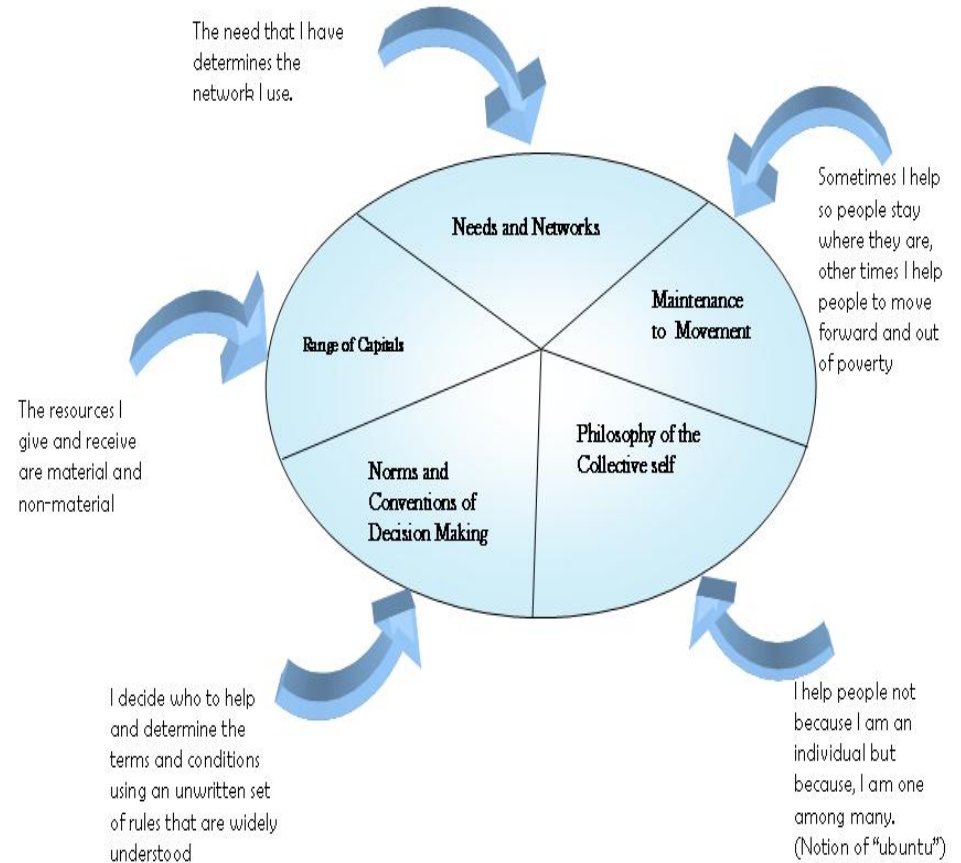 The need that I have
determines the
network I use.
Sometimes I help
so people stay
where they are,
other times I help
people to move
forward and out
of poverty
Needs and Networks
Maintenance
to Movement
Range of Capitals
Philosophy of the
Collective self
Norms and
Conventions of
Decision Making
The resources I
give and receive
are material and
non-material
I decide who to help
and determine the
terms and conditions
using an unwritten set
of rules that are widely
understood
I help people not
because I am an
individual but
because, I am one
among many.
(Notion of “ubuntu”)